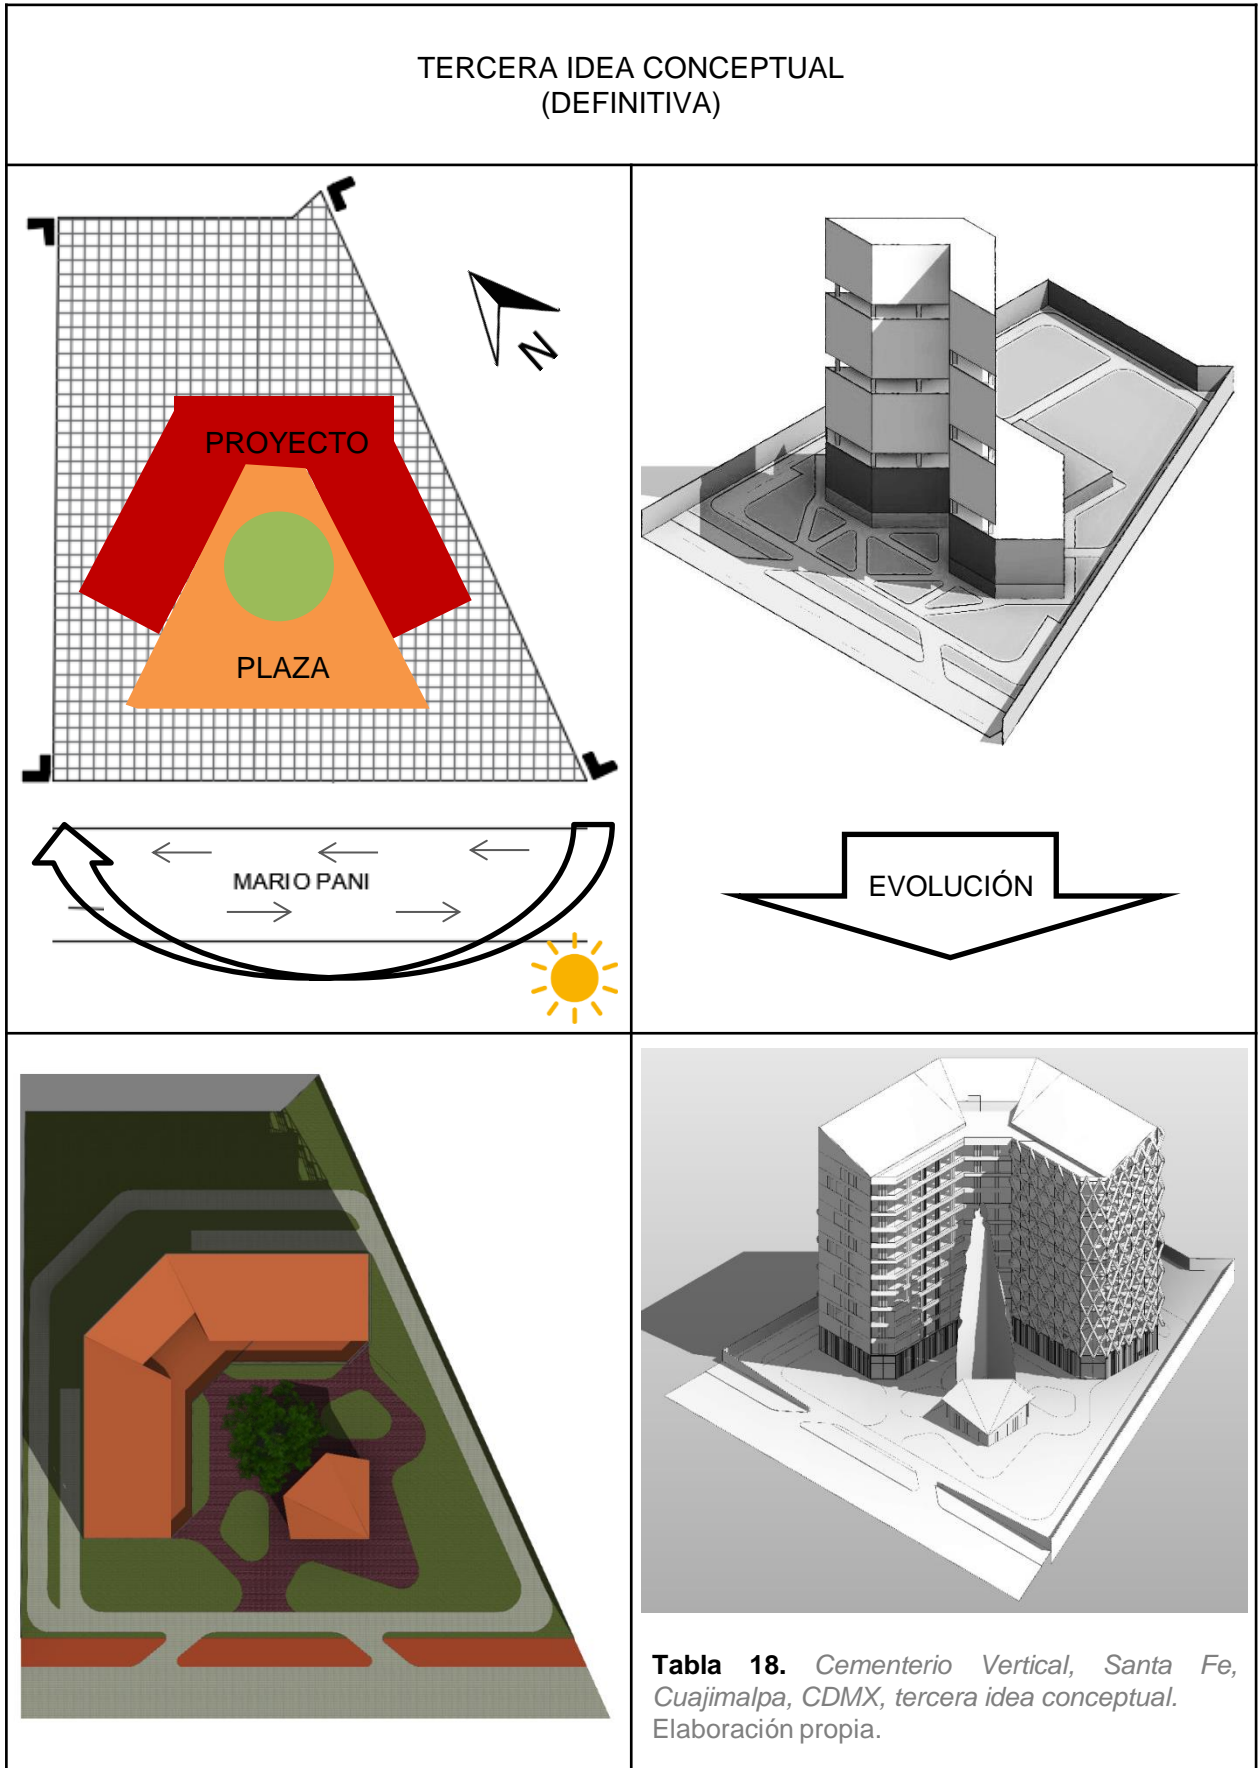 TERCERA IDEA CONCEPTUAL
(DEFINITIVA)
N
PROYECTO
PLAZA
MARIO PANI
EVOLUCIÓN
Tabla 18. Cementerio Vertical, Santa Fe,
Cuajimalpa, CDMX, tercera idea conceptual.
Elaboración propia.